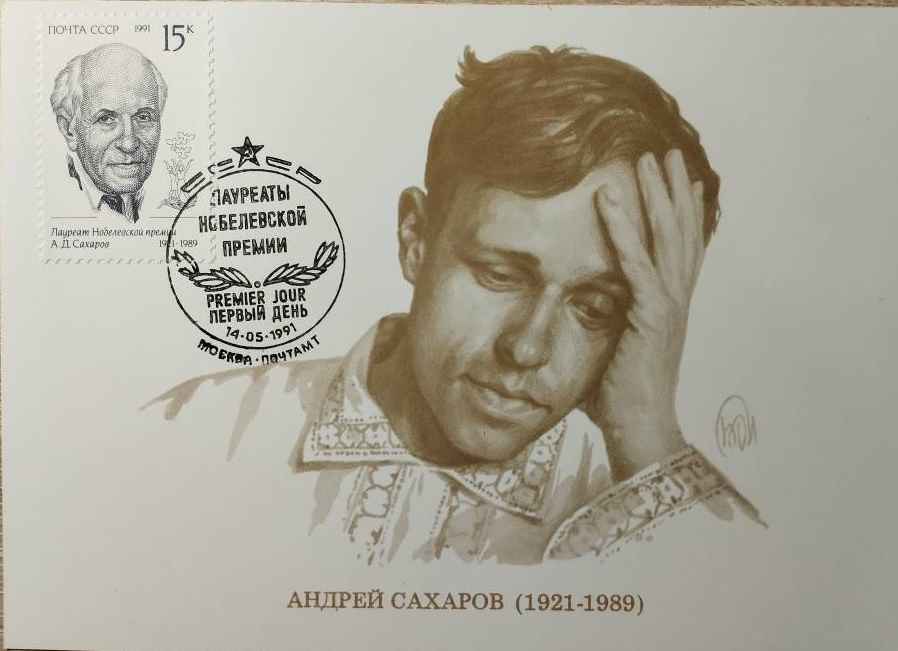 ПОЧТА СССР 1991 15К
Лауреат Нобелевской премии
А. Д. Сахаров 1921-1989
ЛАУРЕАТЫ
НОБЕЛЕВСКОЙ
ПРЕМИИ
PREMIER JOUR
ПЕРВЫЙ ДЕНЬ
14-05-1991
МОСКВА·ПОЧТАМТ
АНДРЕЙ САХАРОВ (1921-1989)